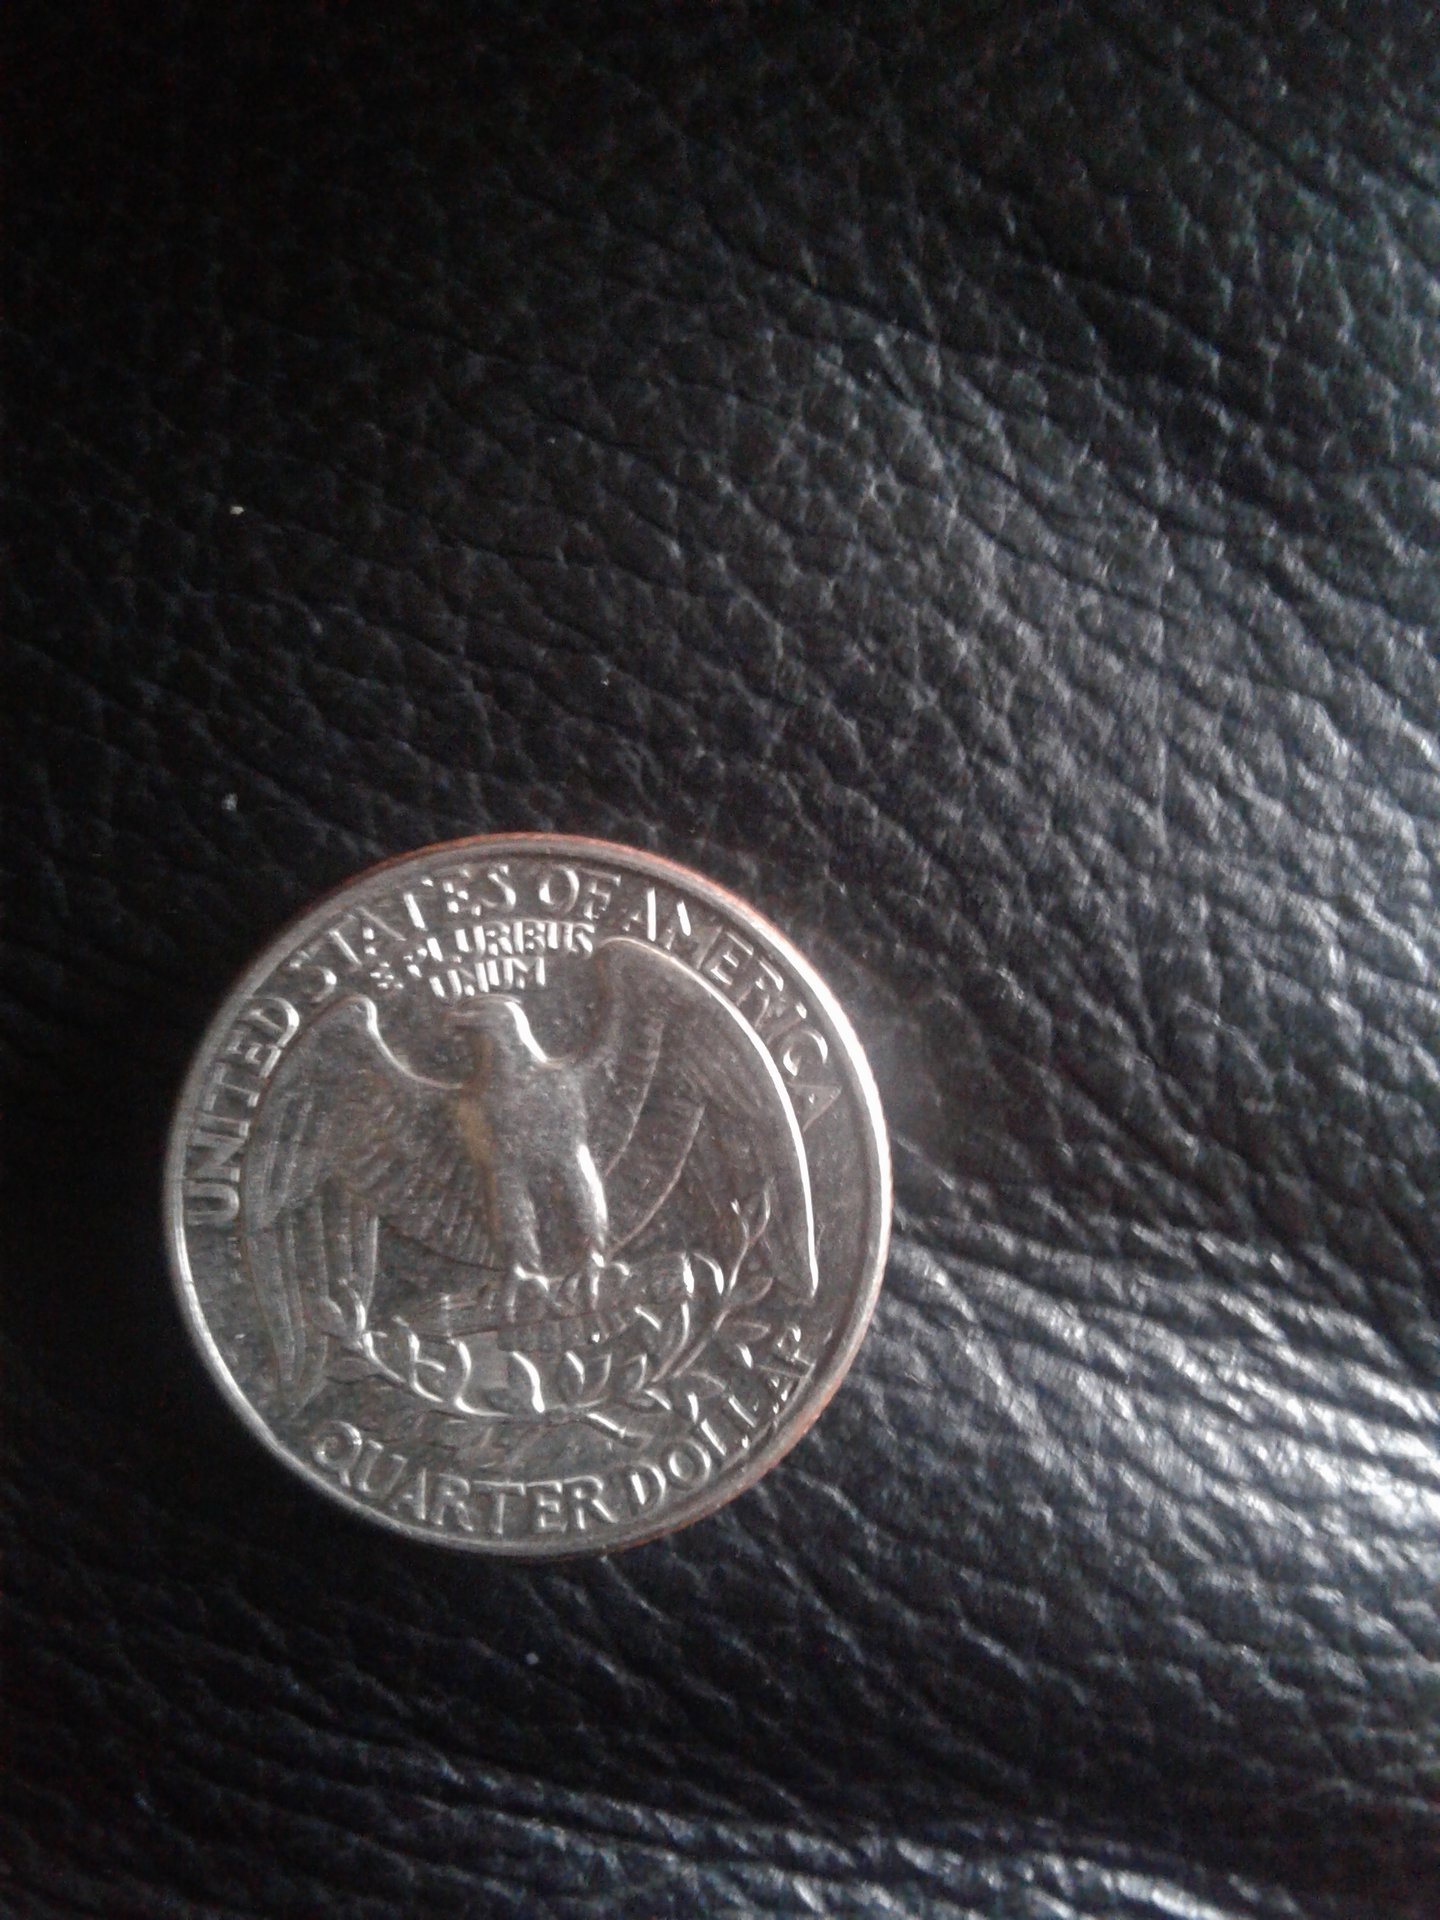 UNITED STATES OF AMERICA
E PLURIBUS
UNUM
QUARTER DOLLAR